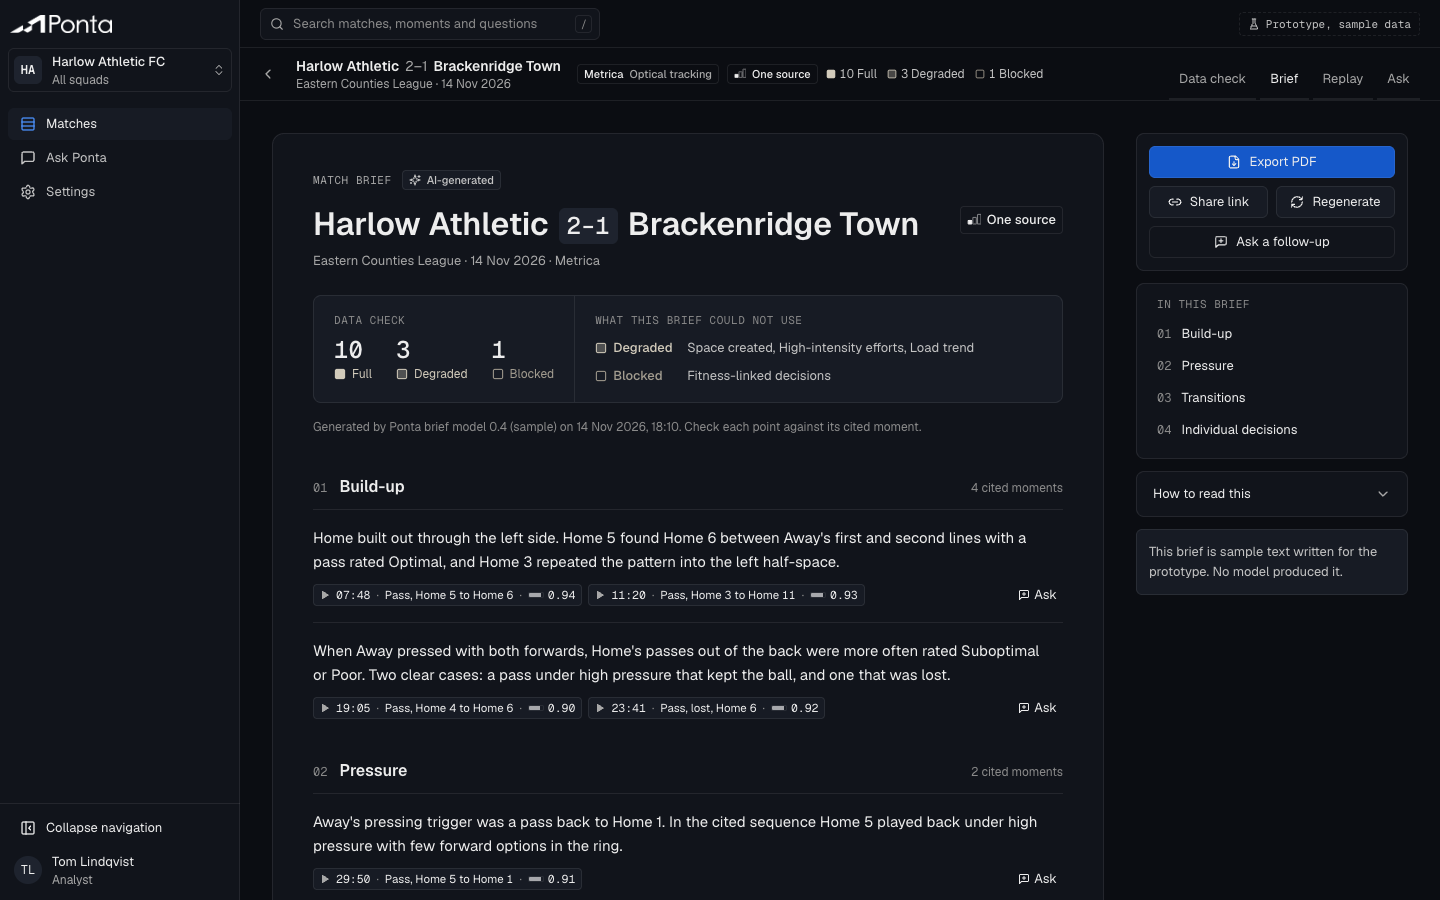 Ponta
HA
Harlow Athletic FC
All squads
Matches
Ask Ponta
Settings
Collapse navigation
TL
Tom Lindqvist
Analyst
Search matches, moments and questions
/
Prototype, sample data
Harlow Athletic 2–1 Brackenridge Town
Eastern Counties League · 14 Nov 2026
Metrica Optical tracking
One source
10 Full
3 Degraded
1 Blocked
Data check
Brief
Replay
Ask
MATCH BRIEF
AI-generated
Harlow Athletic 2–1 Brackenridge Town
One source
Eastern Counties League · 14 Nov 2026 · Metrica
DATA CHECK
10 3 1
Full Degraded Blocked
WHAT THIS BRIEF COULD NOT USE
Degraded Space created, High-intensity efforts, Load trend
Blocked Fitness-linked decisions
Generated by Ponta brief model 0.4 (sample) on 14 Nov 2026, 18:10. Check each point against its cited moment.
01 Build-up
4 cited moments
Home built out through the left side. Home 5 found Home 6 between Away's first and second lines with a
pass rated Optimal, and Home 3 repeated the pattern into the left half-space.
07:48 · Pass, Home 5 to Home 6 · 0.94
11:20 · Pass, Home 3 to Home 11 · 0.93
Ask
When Away pressed with both forwards, Home's passes out of the back were more often rated Suboptimal
or Poor. Two clear cases: a pass under high pressure that kept the ball, and one that was lost.
19:05 · Pass, Home 4 to Home 6 · 0.90
23:41 · Pass, lost, Home 6 · 0.92
Ask
02 Pressure
2 cited moments
Away's pressing trigger was a pass back to Home 1. In the cited sequence Home 5 played back under high
pressure with few forward options in the ring.
29:50 · Pass, Home 5 to Home 1 · 0.91
Ask
Export PDF
Share link
Regenerate
Ask a follow-up
IN THIS BRIEF
01 Build-up
02 Pressure
03 Transitions
04 Individual decisions
How to read this
This brief is sample text written for the
prototype. No model produced it.